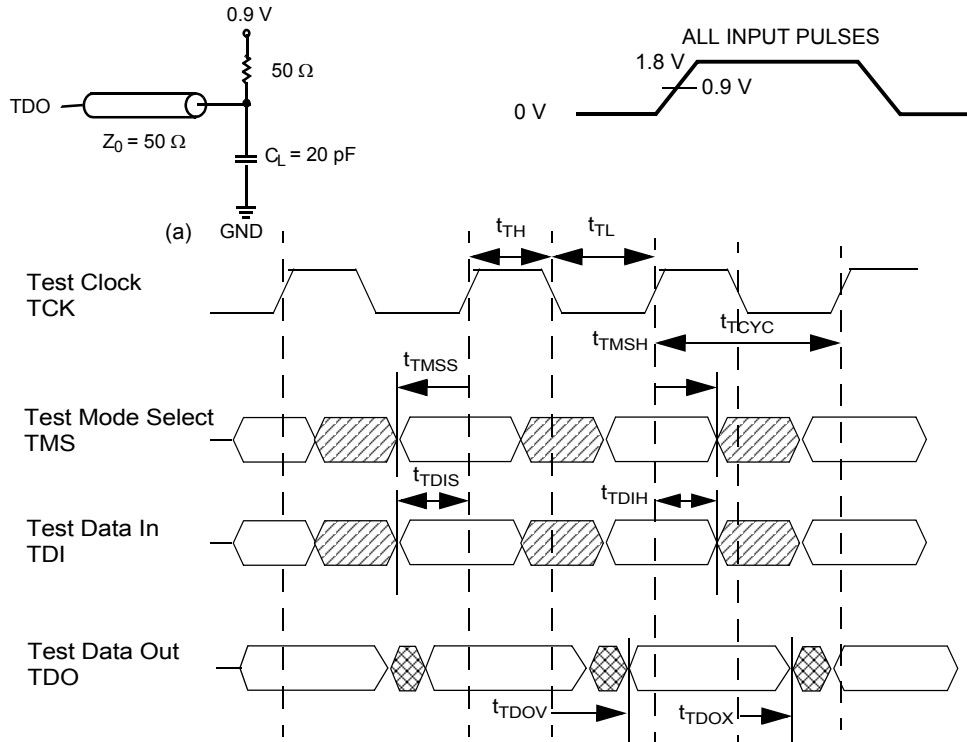 0.9 V
50 Ω
TDO
Z0 = 50 Ω
CL = 20 pF
(a)
GND
ALL INPUT PULSES
1.8 V
0.9 V
0 V
tTH
tTL
Test Clock
TCK
tTMSH
tTCYC
tTMSS
Test Mode Select
TMS
tTDIS
tTDIH
Test Data In
TDI
Test Data Out
TDO
tTDOV
tTDOX